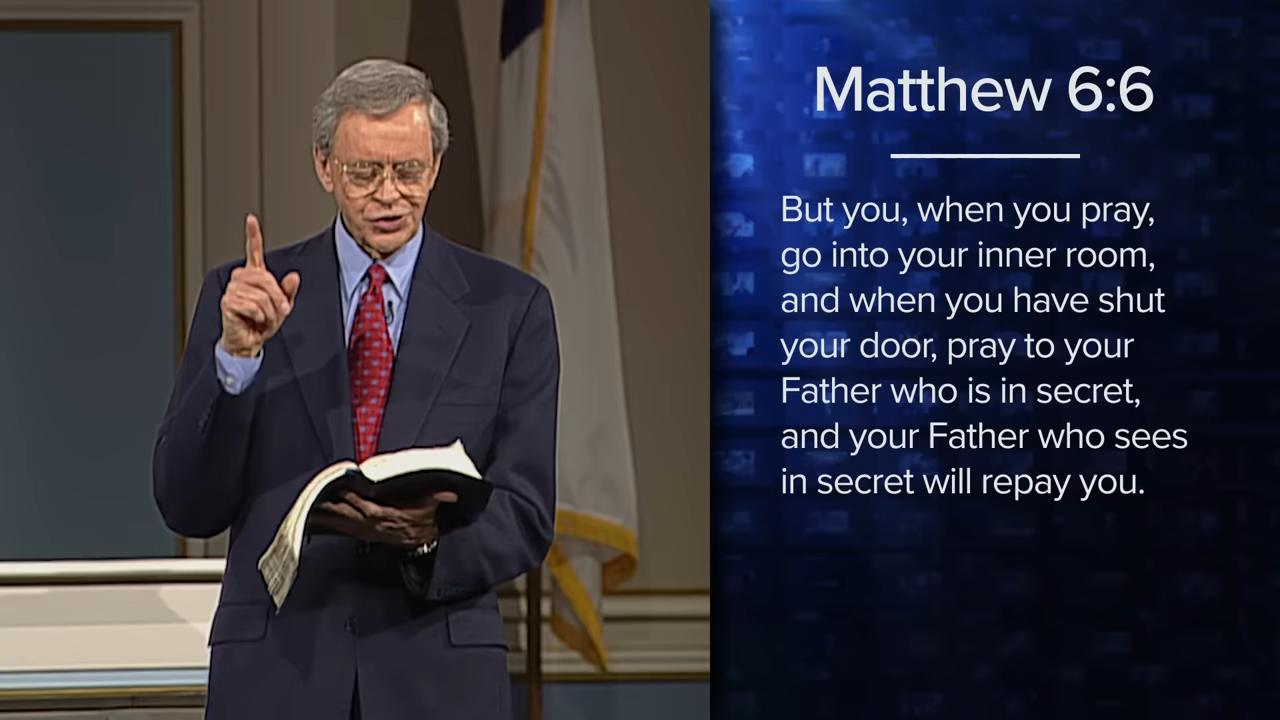 Matthew 6:6
But you, when you pray,
go into your inner room,
and when you have shut
your door, pray to your
Father who is in secret,
and your Father who sees
in secret will repay you.